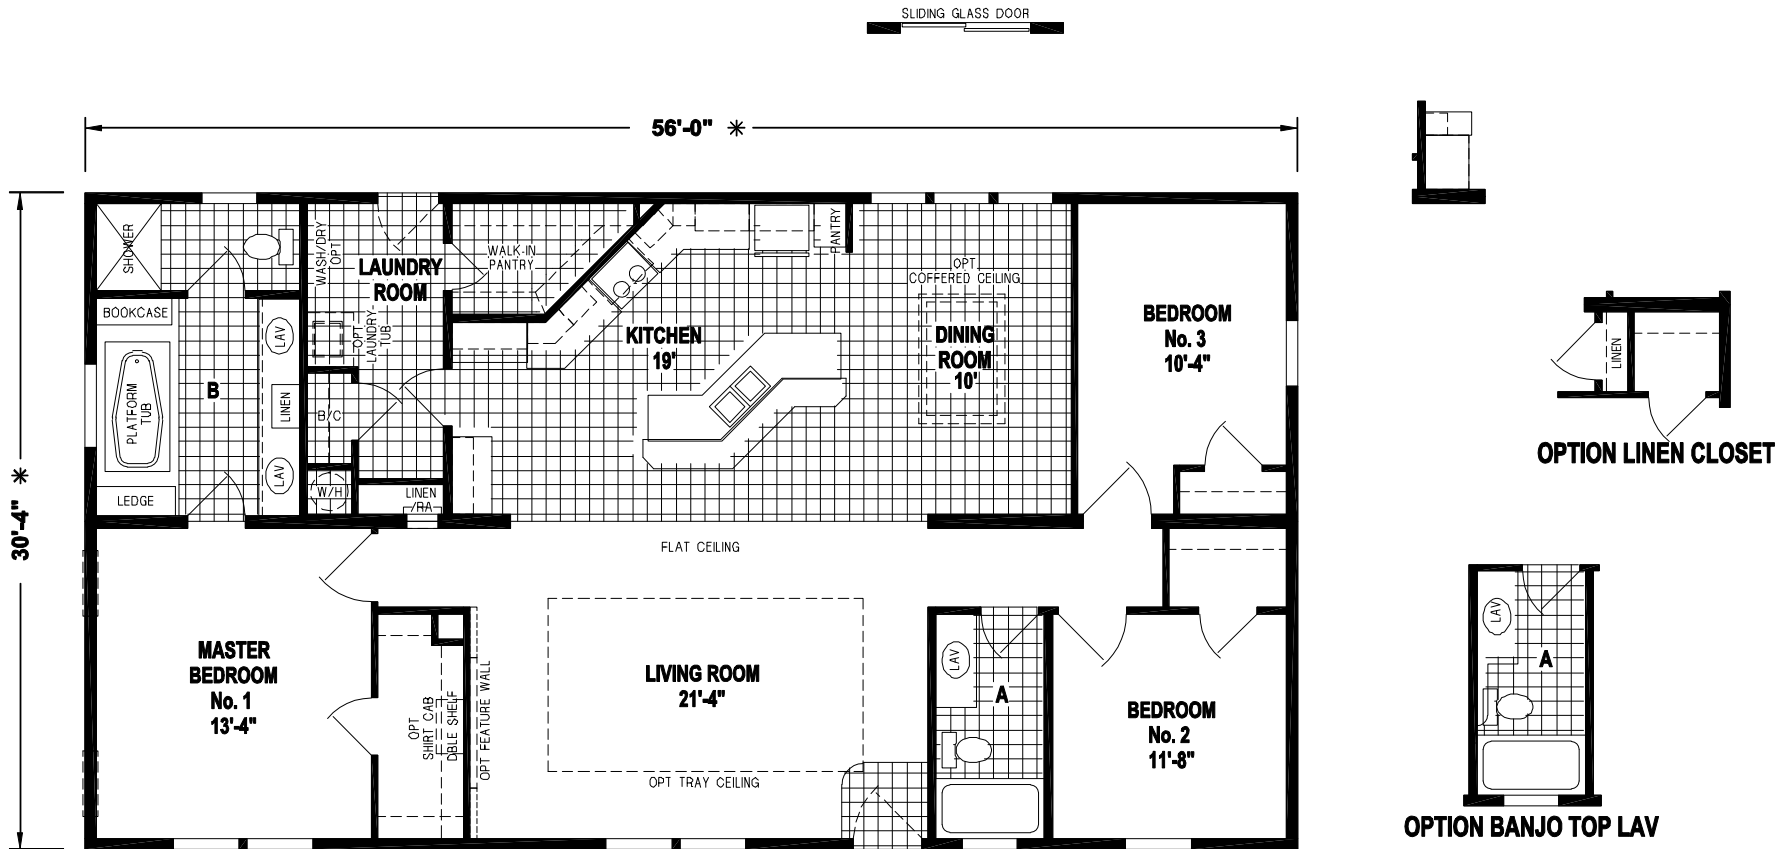 SLIDING GLASS DOOR
56'-0" ✳
30'-4" ✳
SHOWER
WASH/DRY
OPT
LAUNDRY
ROOM
WALK-IN
PANTRY
PANTRY
OPT
COFFERED CEILING
BOOKCASE
LAV
OPT
LAUNDRY
TUB
KITCHEN
19'
DINING
ROOM
10'
BEDROOM
No. 3
10'-4"
LINEN
PLATFORM
TUB
B
LINEN
B/C
OPTION LINEN CLOSET
LAV
LEDGE
W/H
LINEN
/RA
FLAT CEILING
MASTER
BEDROOM
No. 1
13'-4"
OPT
SHIRT CAB
DBLE SHELF
OPT FEATURE WALL
LIVING ROOM
21'-4"
OPT TRAY CEILING
LAV
A
BEDROOM
No. 2
11'-8"
LAV
A
OPTION BANJO TOP LAV